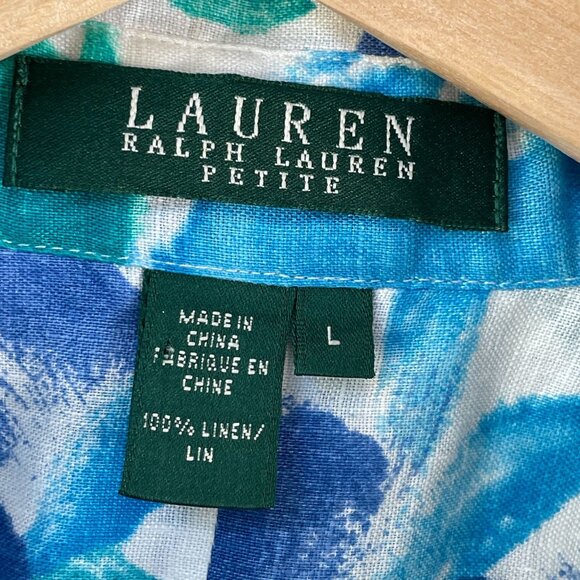 LAUREN
RALPH LAUREN
PETITE
MADE IN
CHINA
FABRIQUE EN
CHINE
100% LINEN/
LIN
L